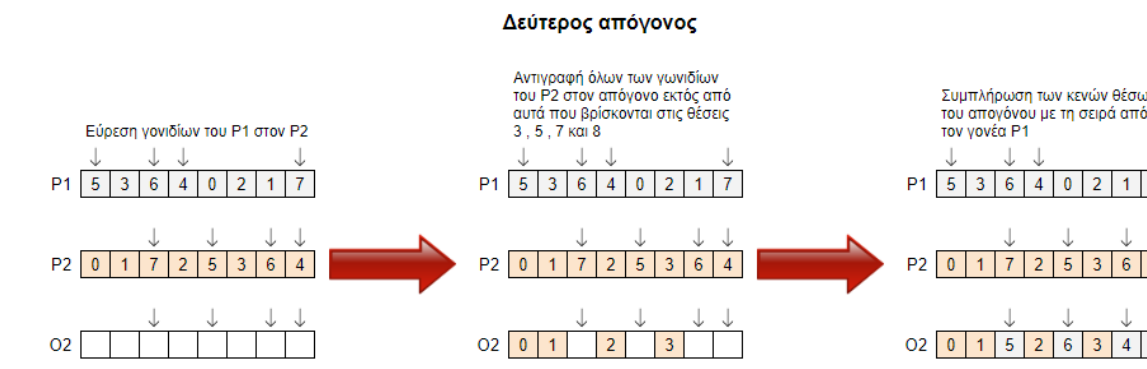 Δεύτερος απόγονος
Εύρεση γονιδίων του P1 στον P2
P1 5 3 6 4 0 2 1 7
P2 0 1 7 2 5 3 6 4
O2
Αντιγραφή όλων των γωνιδίων
του P2 στον απόγονο εκτός από
αυτά που βρίσκονται στις θέσεις
3 , 5 , 7 και 8
P1 5 3 6 4 0 2 1 7
P2 0 1 7 2 5 3 6 4
O2 0 1 2 3
Συμπλήρωση των κενών θέσω
του απογόνου με τη σειρά από
τον γονέα P1
P1 5 3 6 4 0 2 1
P2 0 1 7 2 5 3 6
O2 0 1 5 2 6 3 4